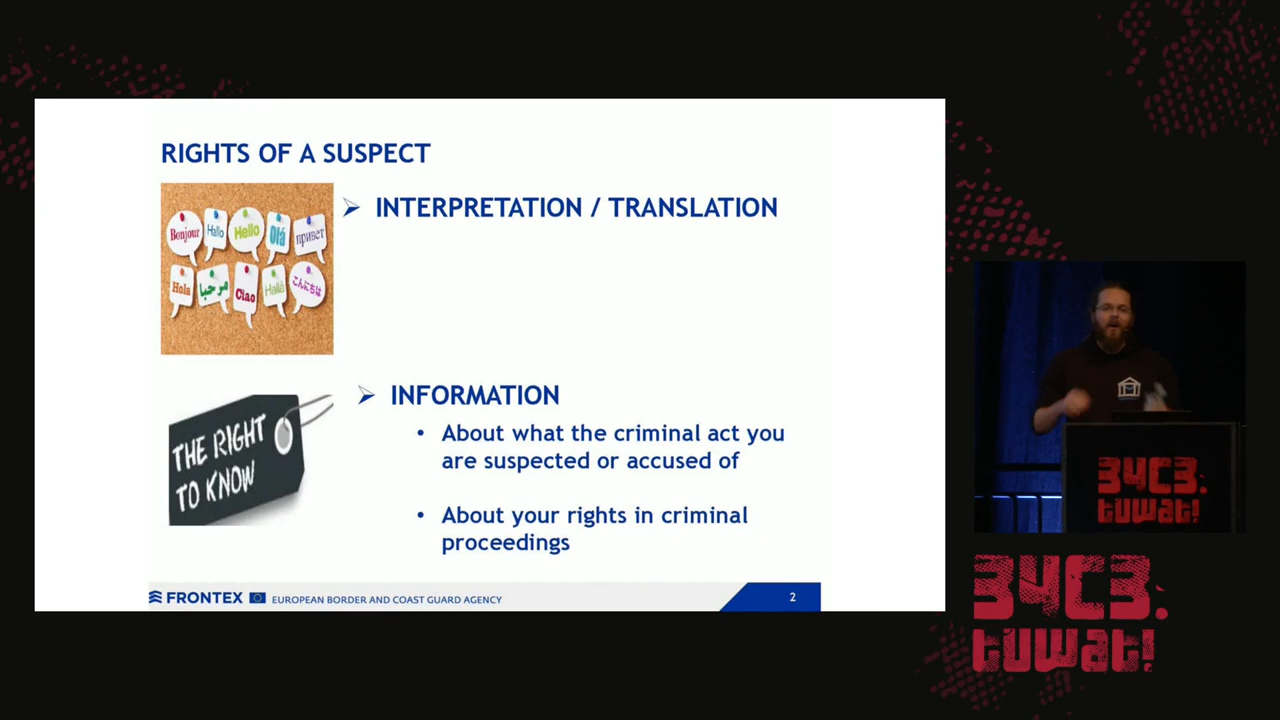 RIGHTS OF A SUSPECT
➢ INTERPRETATION / TRANSLATION
Bonjour
Hallo
Hello
Olá
привет
Hola
مرحبا
Ciao
Hallå
こんにちは
THE RIGHT
TO KNOW
➢ INFORMATION
• About what the criminal act you
are suspected or accused of
• About your rights in criminal
proceedings
FRONTEX EUROPEAN BORDER AND COAST GUARD AGENCY
2
34C3.
tuwat!
34C3.
tuwat!